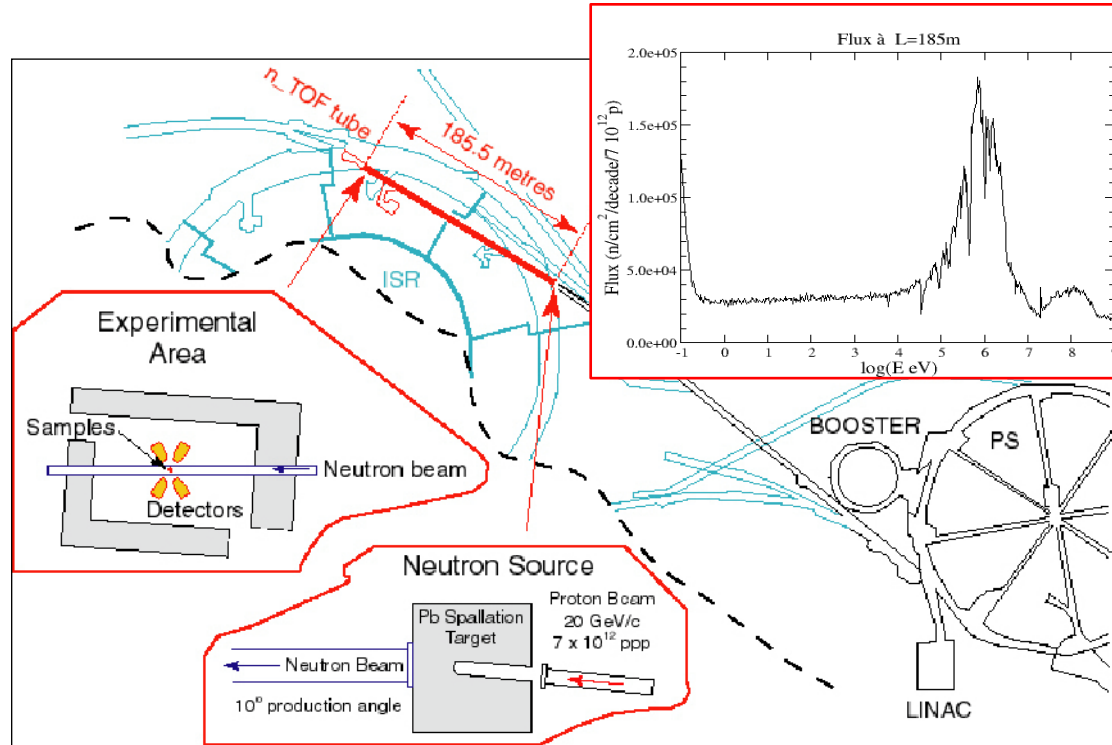 Flux à L=185m
2.0e+05
1.5e+05
1.0e+05
5.0e+04
0.0e+00
Flux (n/cm²/decade/7 10¹²p)
-1 0 1 2 3 4 5 6 7 8 9
log(E eV)
n_TOF tube
185.5 metres
ISR
Experimental
Area
Samples
Neutron beam
Detectors
BOOSTER
PS
LINAC
Neutron Source
Pb Spallation
Target
Proton Beam
20 GeV/c
7 x 10¹² ppp
Neutron Beam
10° production angle